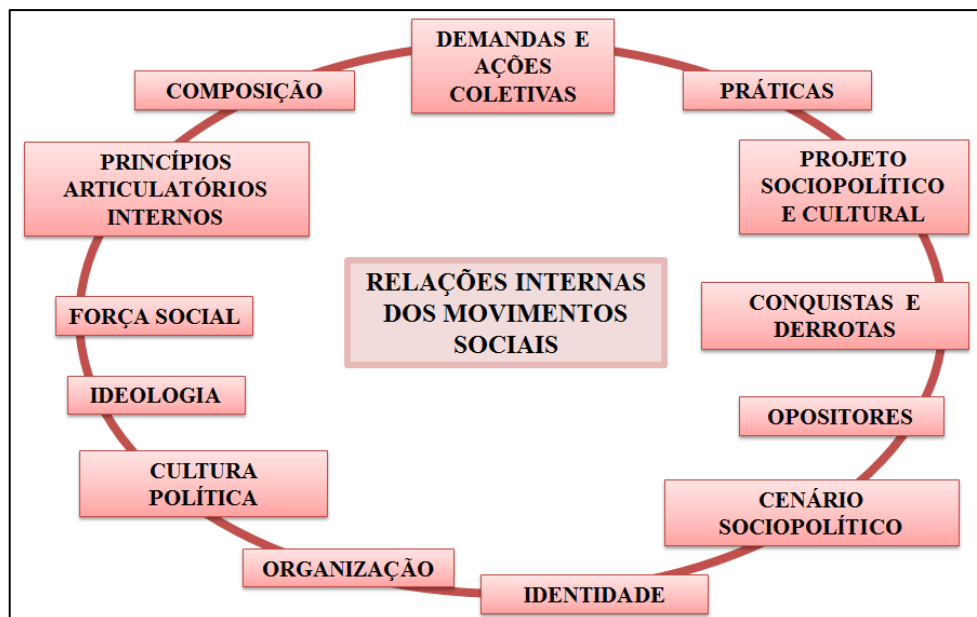 DEMANDAS E
AÇÕES
COLETIVAS
COMPOSIÇÃO
PRÁTICAS
PRINCÍPIOS
ARTICULATÓRIOS
INTERNOS
PROJETO
SOCIOPOLÍTICO
E CULTURAL
RELAÇÕES INTERNAS
DOS MOVIMENTOS
SOCIAIS
FORÇA SOCIAL
CONQUISTAS E
DERROTAS
IDEOLOGIA
OPOSITORES
CULTURA
POLÍTICA
CENÁRIO
SOCIOPOLÍTICO
ORGANIZAÇÃO
IDENTIDADE